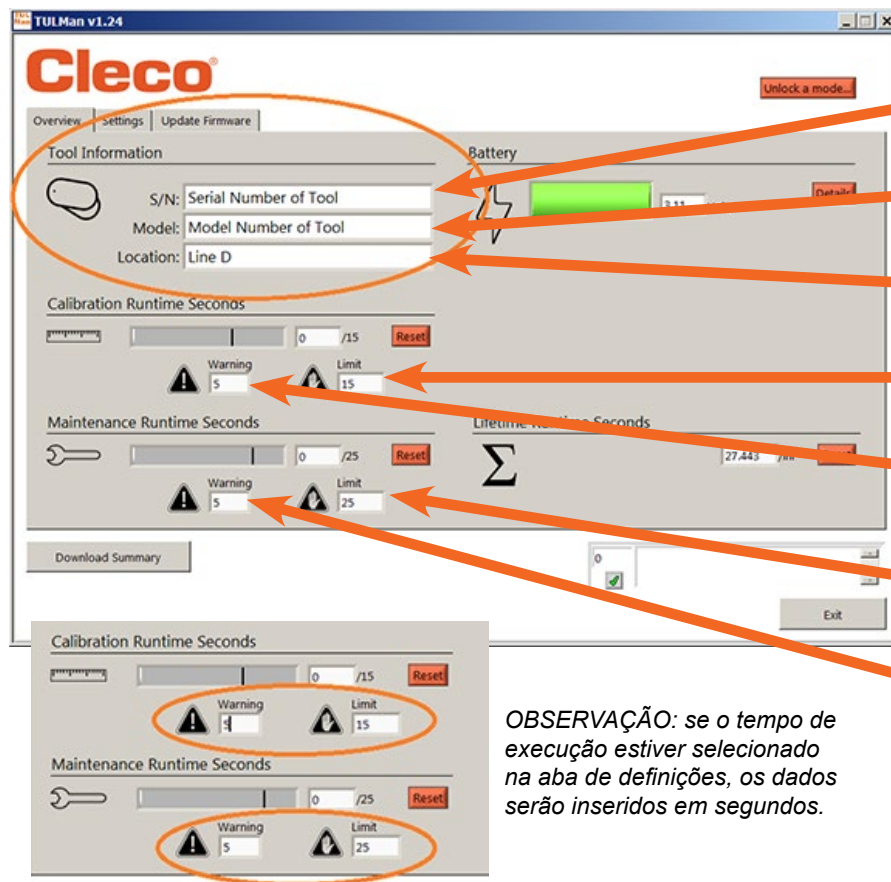 TULMan v1.24
Cleco
Unlock a mode...
Overview Settings Update Firmware
Tool Information
S/N: Serial Number of Tool
Model: Model Number of Tool
Location: Line D
Battery
3.11
Details
Calibration Runtime Seconds
0 /15 Reset
Warning Limit
5 15
Maintenance Runtime Seconds
0 /25 Reset
Warning Limit
5 25
Lifetime Runtime Seconds
27.443
Download Summary
0
Exit
Calibration Runtime Seconds
0 /15 Reset
Warning Limit
5 15
Maintenance Runtime Seconds
0 /25 Reset
Warning Limit
5 25
OBSERVAÇÃO: se o tempo de
execução estiver selecionado
na aba de definições, os dados
serão inseridos em segundos.